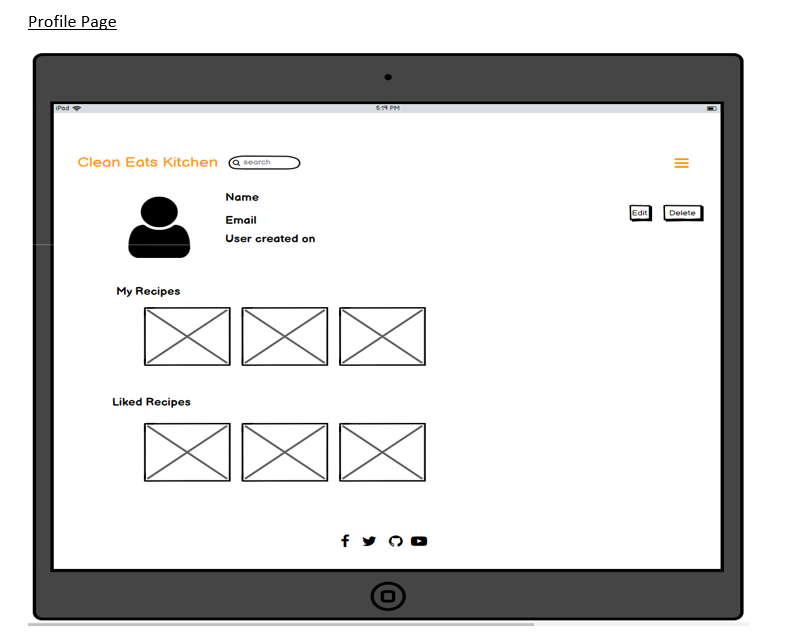 Profile Page
iPad 5:19 PM
Clean Eats Kitchen search
Name
Email
User created on
Edit Delete
My Recipes
Liked Recipes